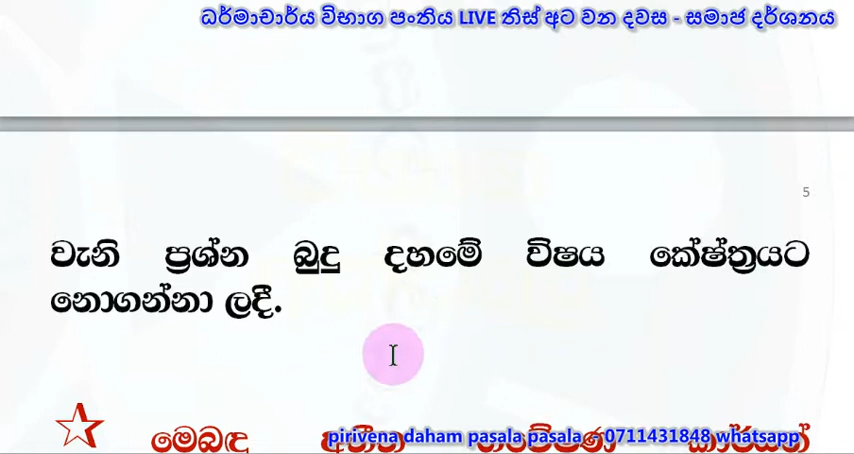 ධර්මාචාර්ය විභාග පංතිය LIVE තිස් අට වන දවස - සමාජ දර්ශනය
5
වැනි ප්‍රශ්න බුදු දහමේ විෂය කේෂ්ත්‍රයට
නොගන්නා ලදී.
මෙබඳු
pirivena daham pasala pasala - 0711431848 whatsapp